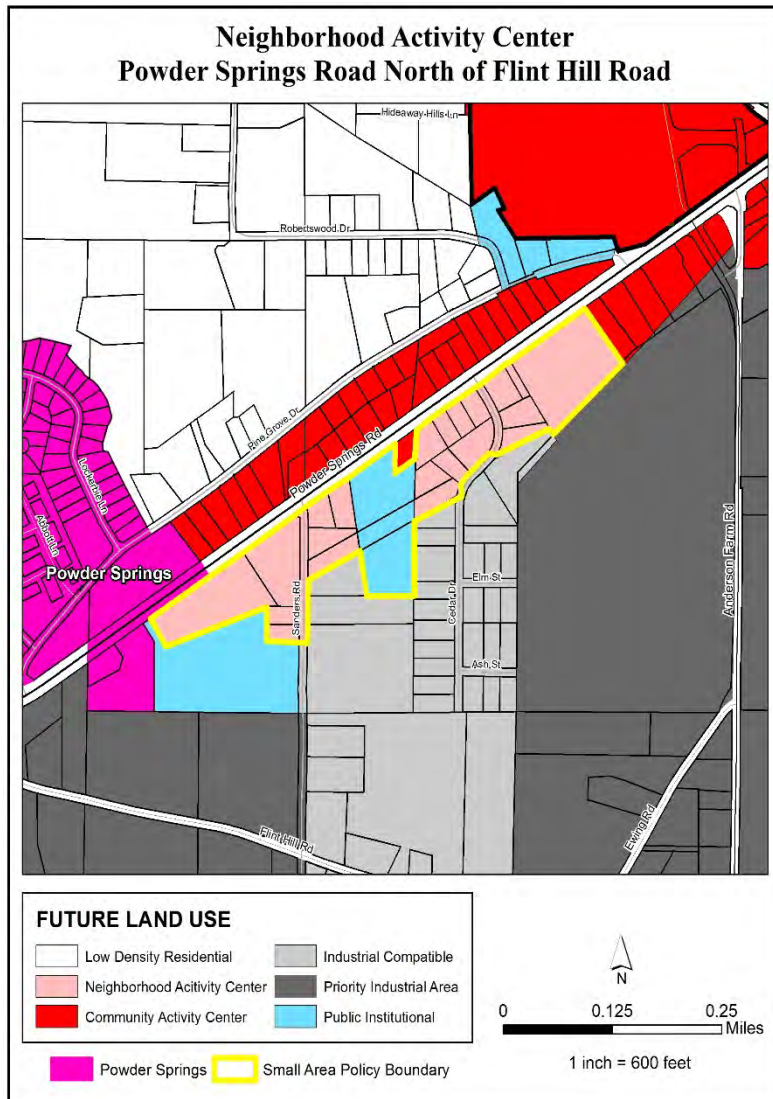 Neighborhood Activity Center
Powder Springs Road North of Flint Hill Road
Hideaway-Hills-Ln
Robertswood Dr
Pine Grove Dr
Powder Springs Rd
Lockerbie Ln
Abbott Ln
Powder Springs
Sanders Rd
Elm St
Cedar Dr
Ash St
Anderson Farm Rd
Ewing Rd
Flint Hill Rd
FUTURE LAND USE
Low Density Residential
Industrial Compatible
Neighborhood Acitivity Center
Priority Industrial Area
Community Activity Center
Public Institutional
Powder Springs
Small Area Policy Boundary
N
0 0.125 0.25
Miles
1 inch = 600 feet